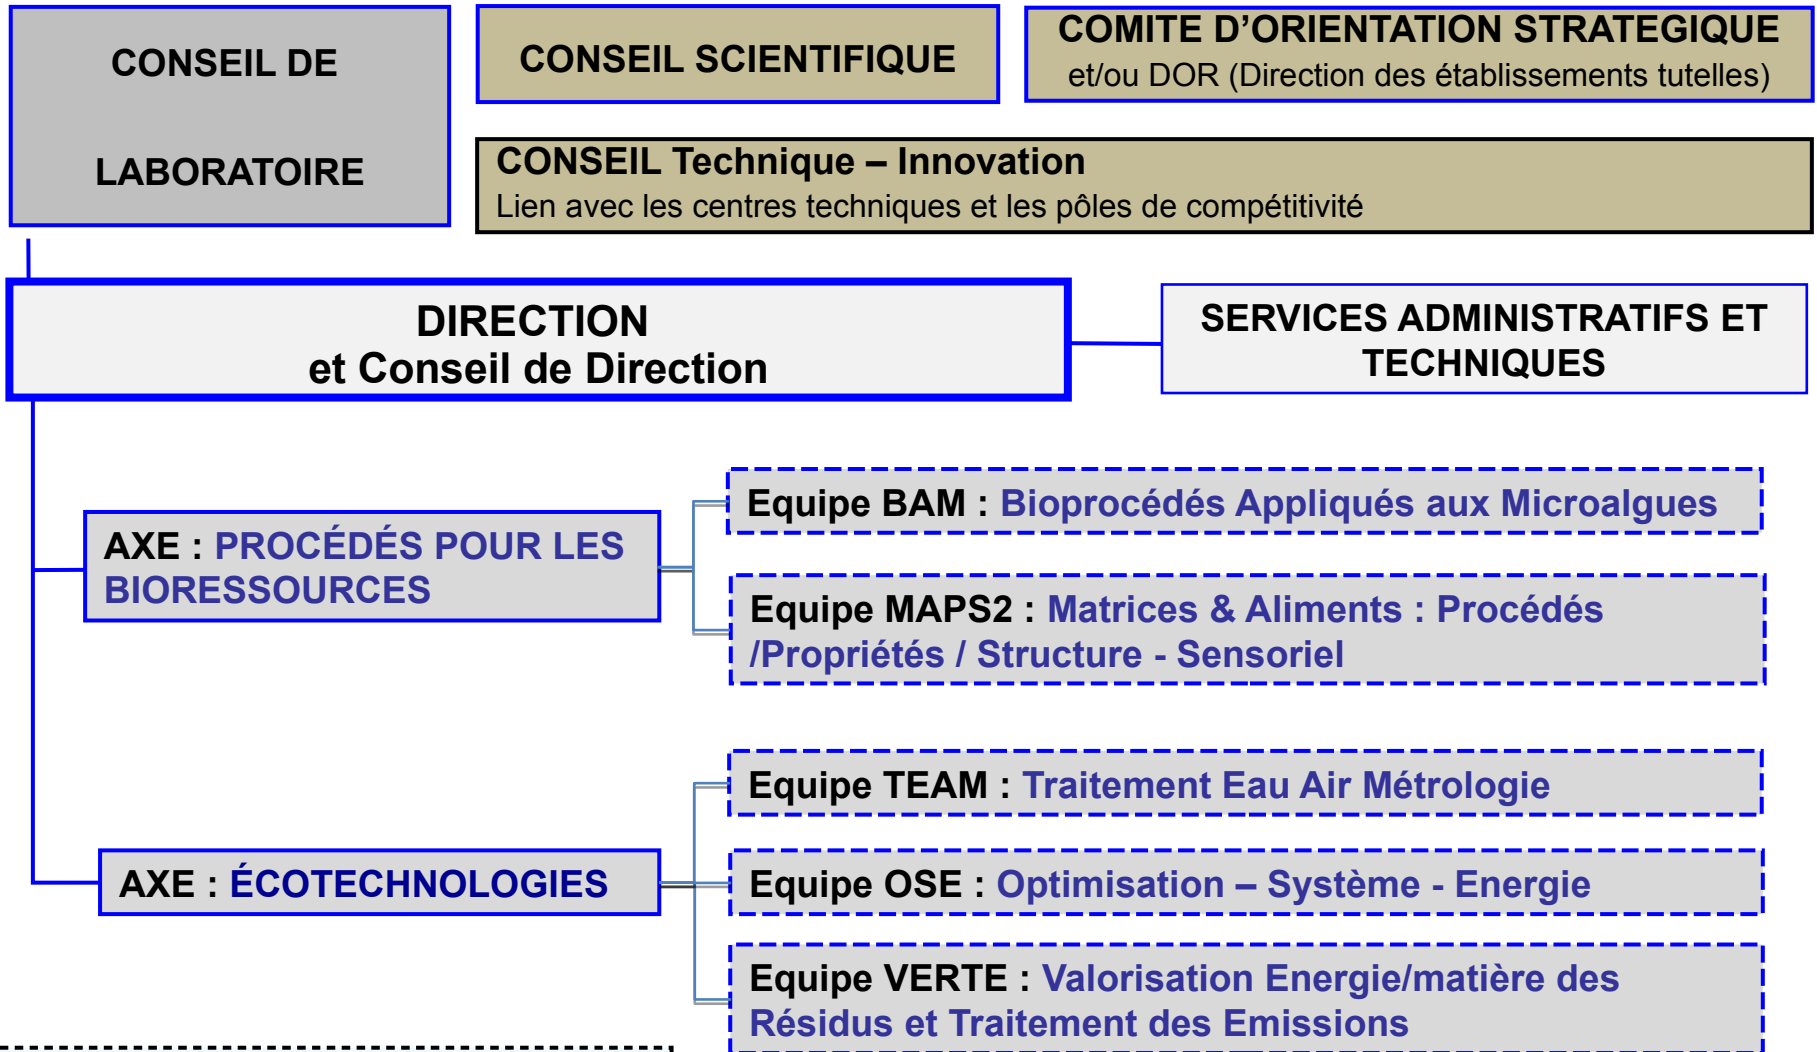 CONSEIL DE
LABORATOIRE
CONSEIL SCIENTIFIQUE
COMITE D'ORIENTATION STRATEGIQUE
et/ou DOR (Direction des établissements tutelles)
CONSEIL Technique – Innovation
Lien avec les centres techniques et les pôles de compétitivité
DIRECTION
et Conseil de Direction
SERVICES ADMINISTRATIFS ET
TECHNIQUES
AXE : PROCÉDÉS POUR LES
BIORESSOURCES
Equipe BAM : Bioprocédés Appliqués aux Microalgues
Equipe MAPS2 : Matrices & Aliments : Procédés
/Propriétés / Structure - Sensoriel
AXE : ÉCOTECHNOLOGIES
Equipe TEAM : Traitement Eau Air Métrologie
Equipe OSE : Optimisation – Système - Energie
Equipe VERTE : Valorisation Energie/matière des
Résidus et Traitement des Emissions